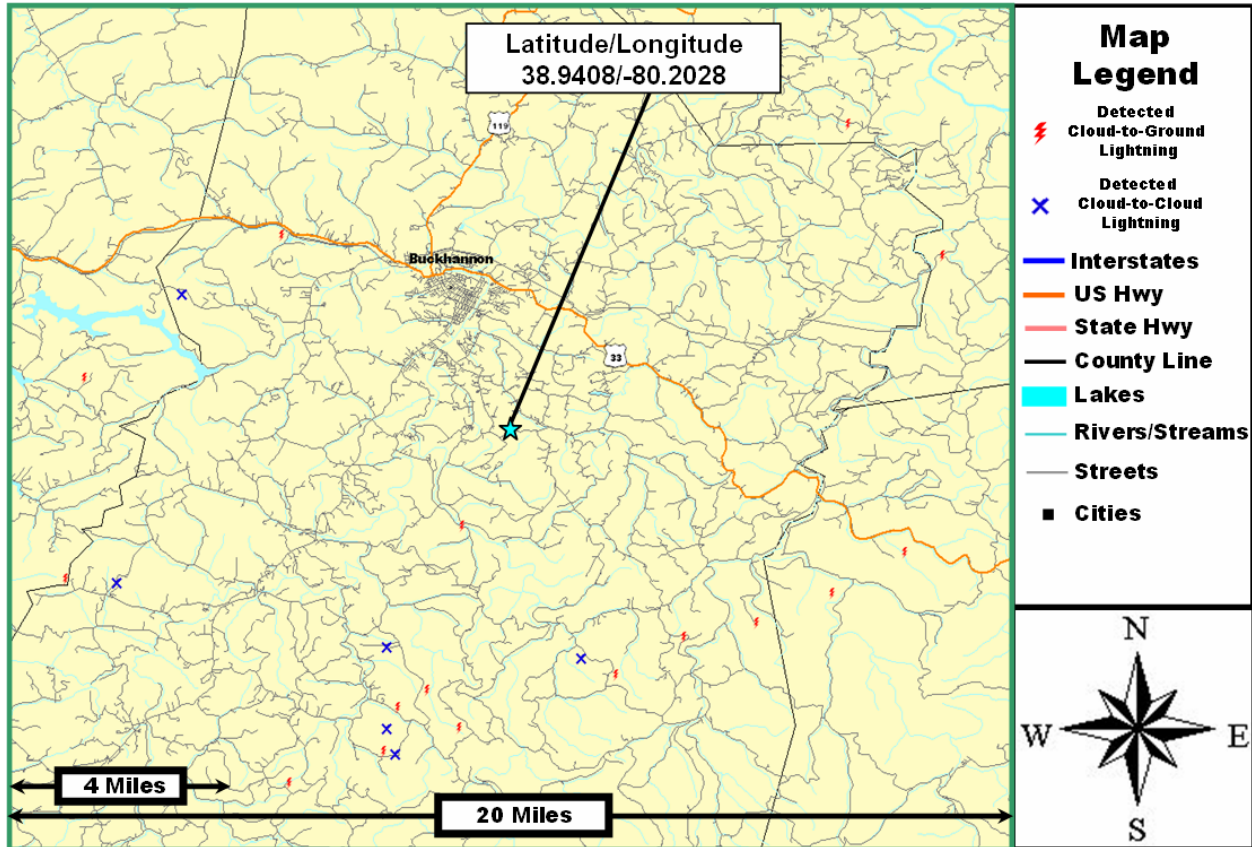 Latitude/Longitude
38.9408/-80.2028
119
Buckhannon
33
4 Miles
20 Miles
Map
Legend
Detected
Cloud-to-Ground
Lightning
Detected
Cloud-to-Cloud
Lightning
Interstates
US Hwy
State Hwy
County Line
Lakes
Rivers/Streams
Streets
Cities
N
W
E
S